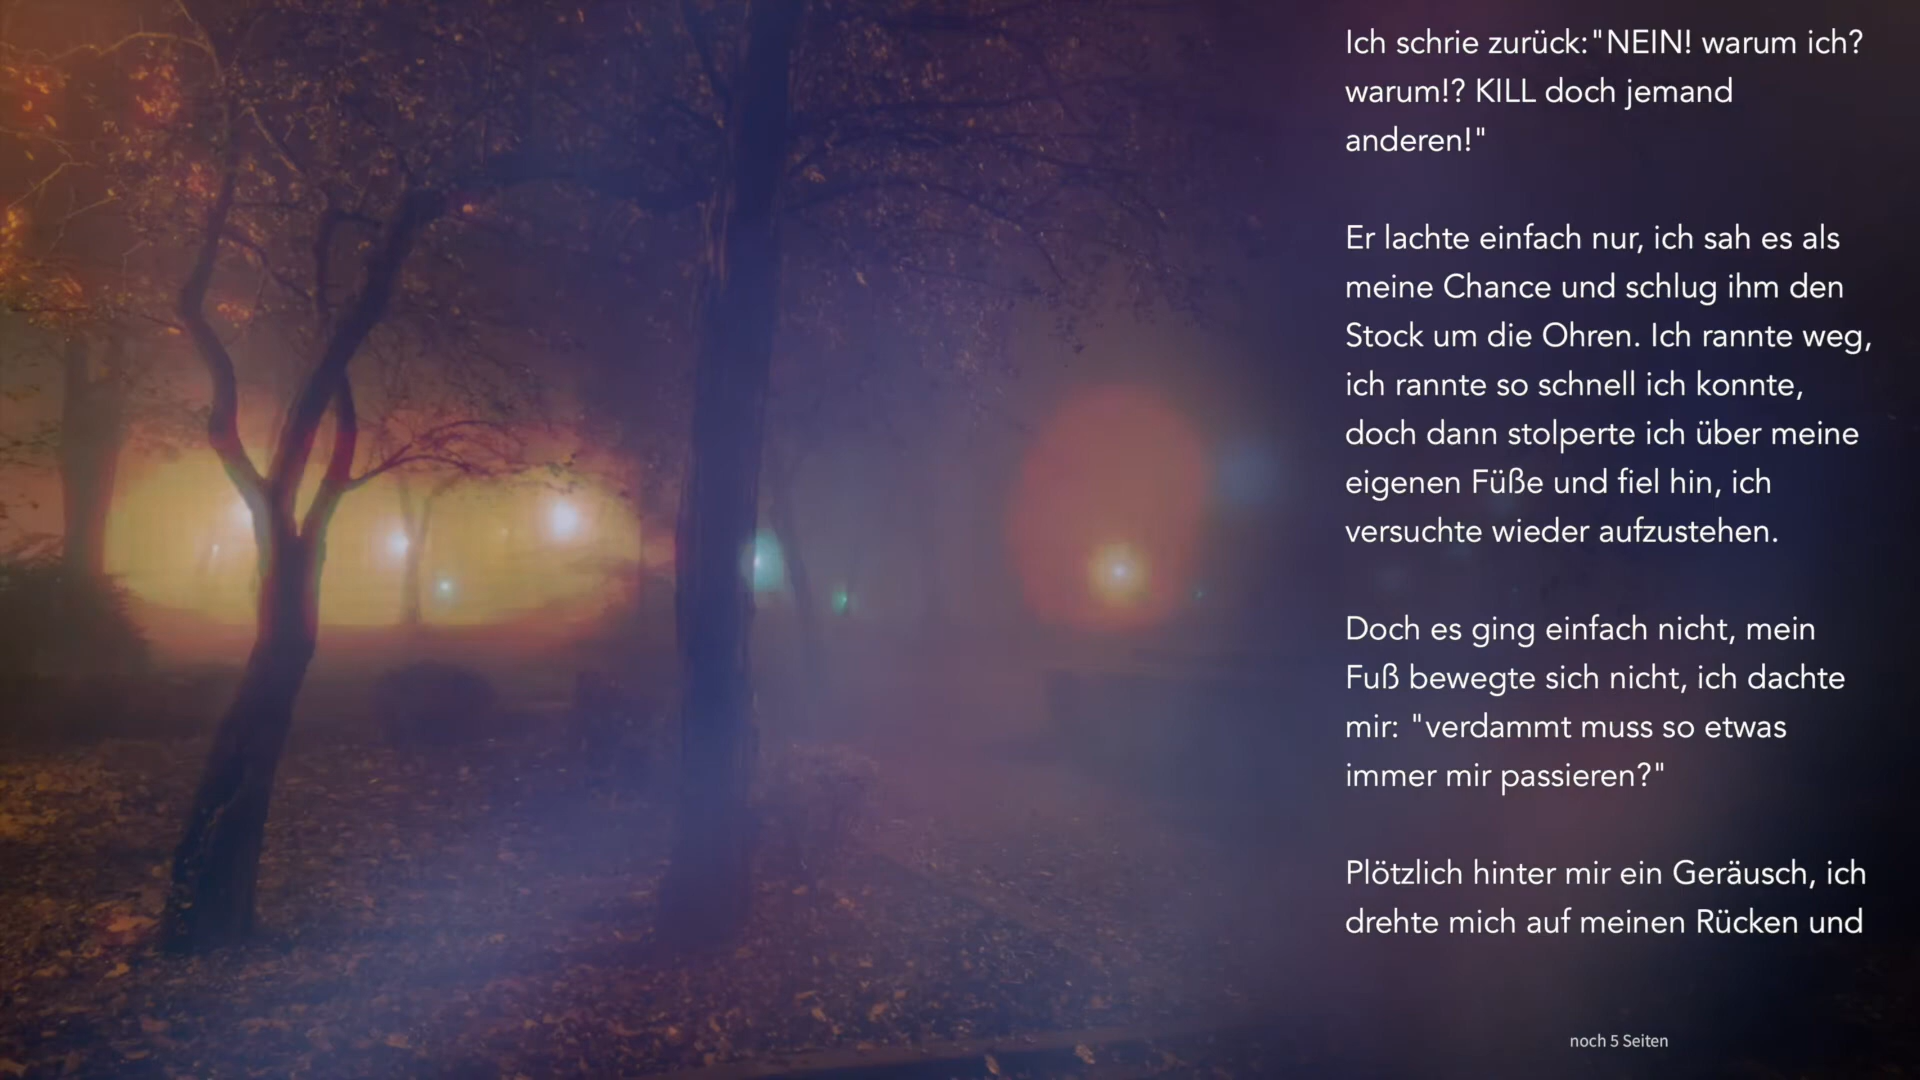 Ich schrie zurück:"NEIN! warum ich?
warum!? KILL doch jemand
anderen!"
Er lachte einfach nur, ich sah es als
meine Chance und schlug ihm den
Stock um die Ohren. Ich rannte weg,
ich rannte so schnell ich konnte,
doch dann stolperte ich über meine
eigenen Füße und fiel hin, ich
versuchte wieder aufzustehen.
Doch es ging einfach nicht, mein
Fuß bewegte sich nicht, ich dachte
mir: "verdammt muss so etwas
immer mir passieren?"
Plötzlich hinter mir ein Geräusch, ich
drehte mich auf meinen Rücken und
noch 5 Seiten